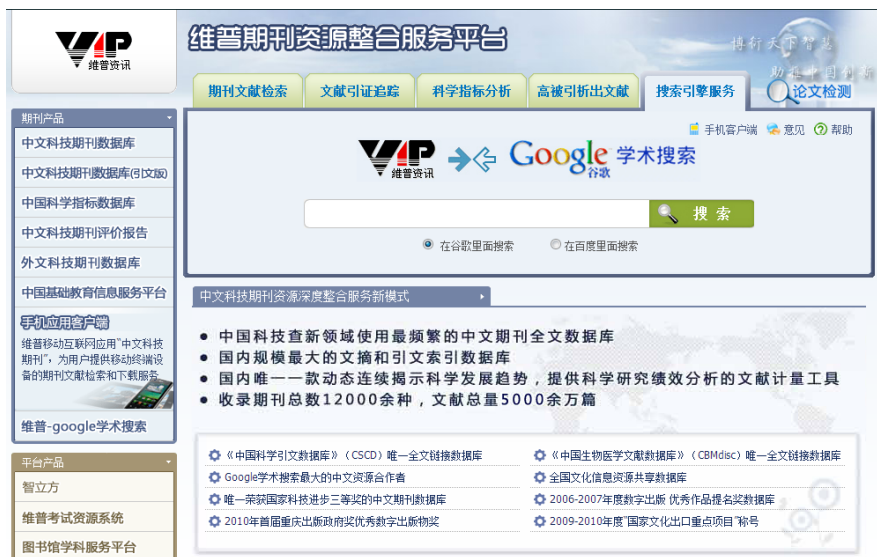 VIP
维普资讯
维普期刊资源整合服务平台
博行天下智慧
助推中国创新
期刊文献检索
文献引证追踪
科学指标分析
高被引析出文献
搜索引擎服务
论文检测
期刊产品
中文科技期刊数据库
中文科技期刊数据库(引文版)
中国科学指标数据库
中文科技期刊评价报告
外文科技期刊数据库
中国基础教育信息服务平台
手机应用客户端
维普移动互联网应用"中文科技
期刊", 为用户提供移动终端设
备的期刊文献检索和下载服务
维普-google学术搜索
平台产品
智立方
维普考试资源系统
图书馆学科服务平台
手机客户端 意见 帮助
VIP
维普资讯
Google 学术搜索
谷歌
搜 索
在谷歌里面搜索 在百度里面搜索
中文科技期刊资源深度整合服务新模式
● 中国科技查新领域使用最频繁的中文期刊全文数据库
● 国内规模最大的文摘和引文索引数据库
● 国内唯一一款动态连续揭示科学发展趋势，提供科学研究绩效分析的文献计量工具
● 收录期刊总数12000余种，文献总量5000余万篇
《中国科学引文数据库》（CSCD）唯一全文链接数据库
《中国生物医学文献数据库》（CBMdisc）唯一全文链接数据库
Google学术搜索最大的中文资源合作者
全国文化信息资源共享数据库
唯一荣获国家科技进步三等奖的中文期刊数据库
2006-2007年度数字出版 优秀作品提名奖数据库
2010年首届重庆出版政府奖优秀数字出版物奖
2009-2010年度"国家文化出口重点项目"称号